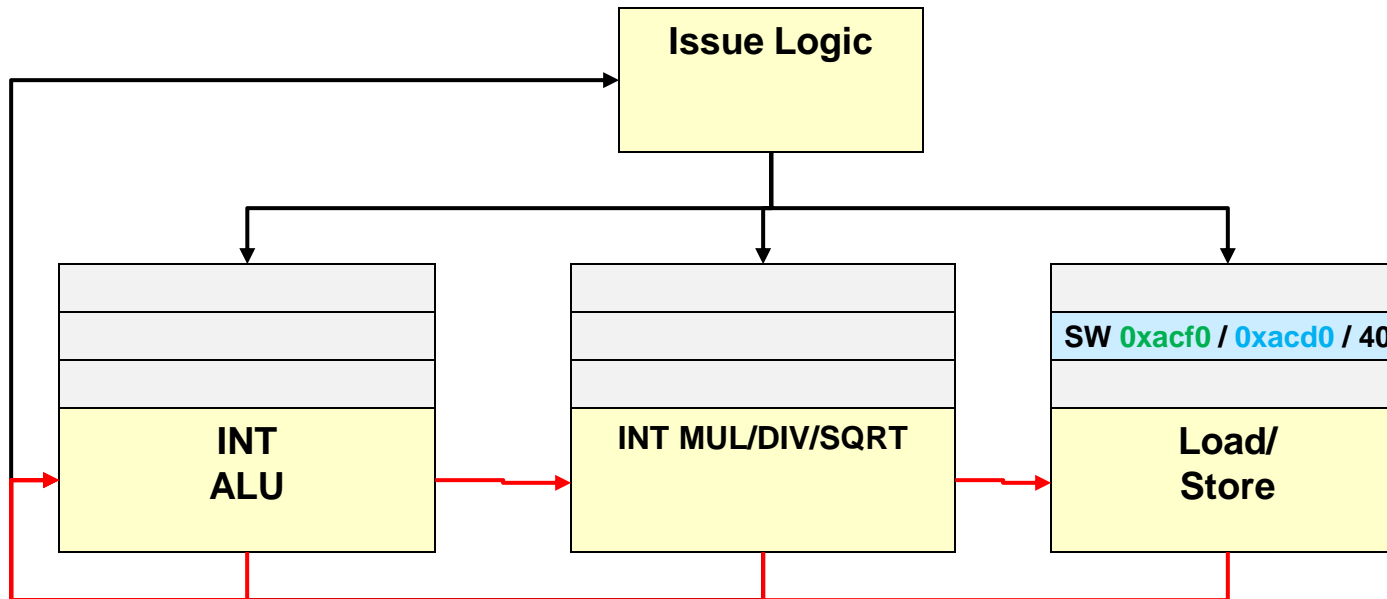 Issue Logic
SW 0xacf0 / 0xacd0 / 40
INT
ALU
INT MUL/DIV/SQRT
Load/
Store